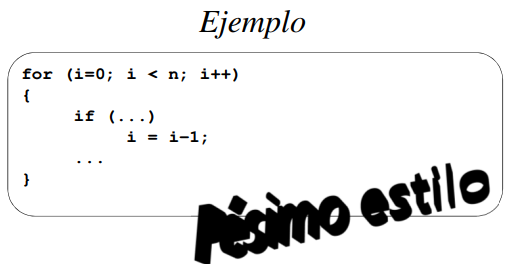 Ejemplo
for (i=0; i < n; i++)
{
if (...)
i = i-1;
...
}
Pésimo estilo